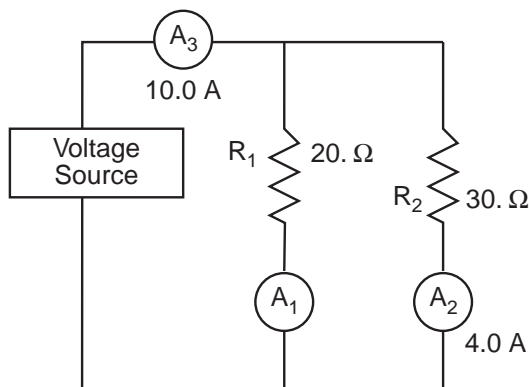 A₃
10.0 A
Voltage
Source
R₁
20. Ω
R₂
30. Ω
A₁
A₂
4.0 A